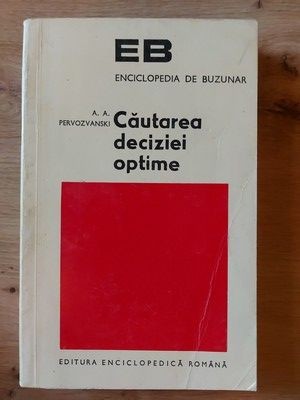 EB
ENCICLOPEDIA DE BUZUNAR
A. A.
PERVOZVANSKI
Căutarea
deciziei
optime
EDITURA ENCICLOPEDICĂ ROMÂNĂ